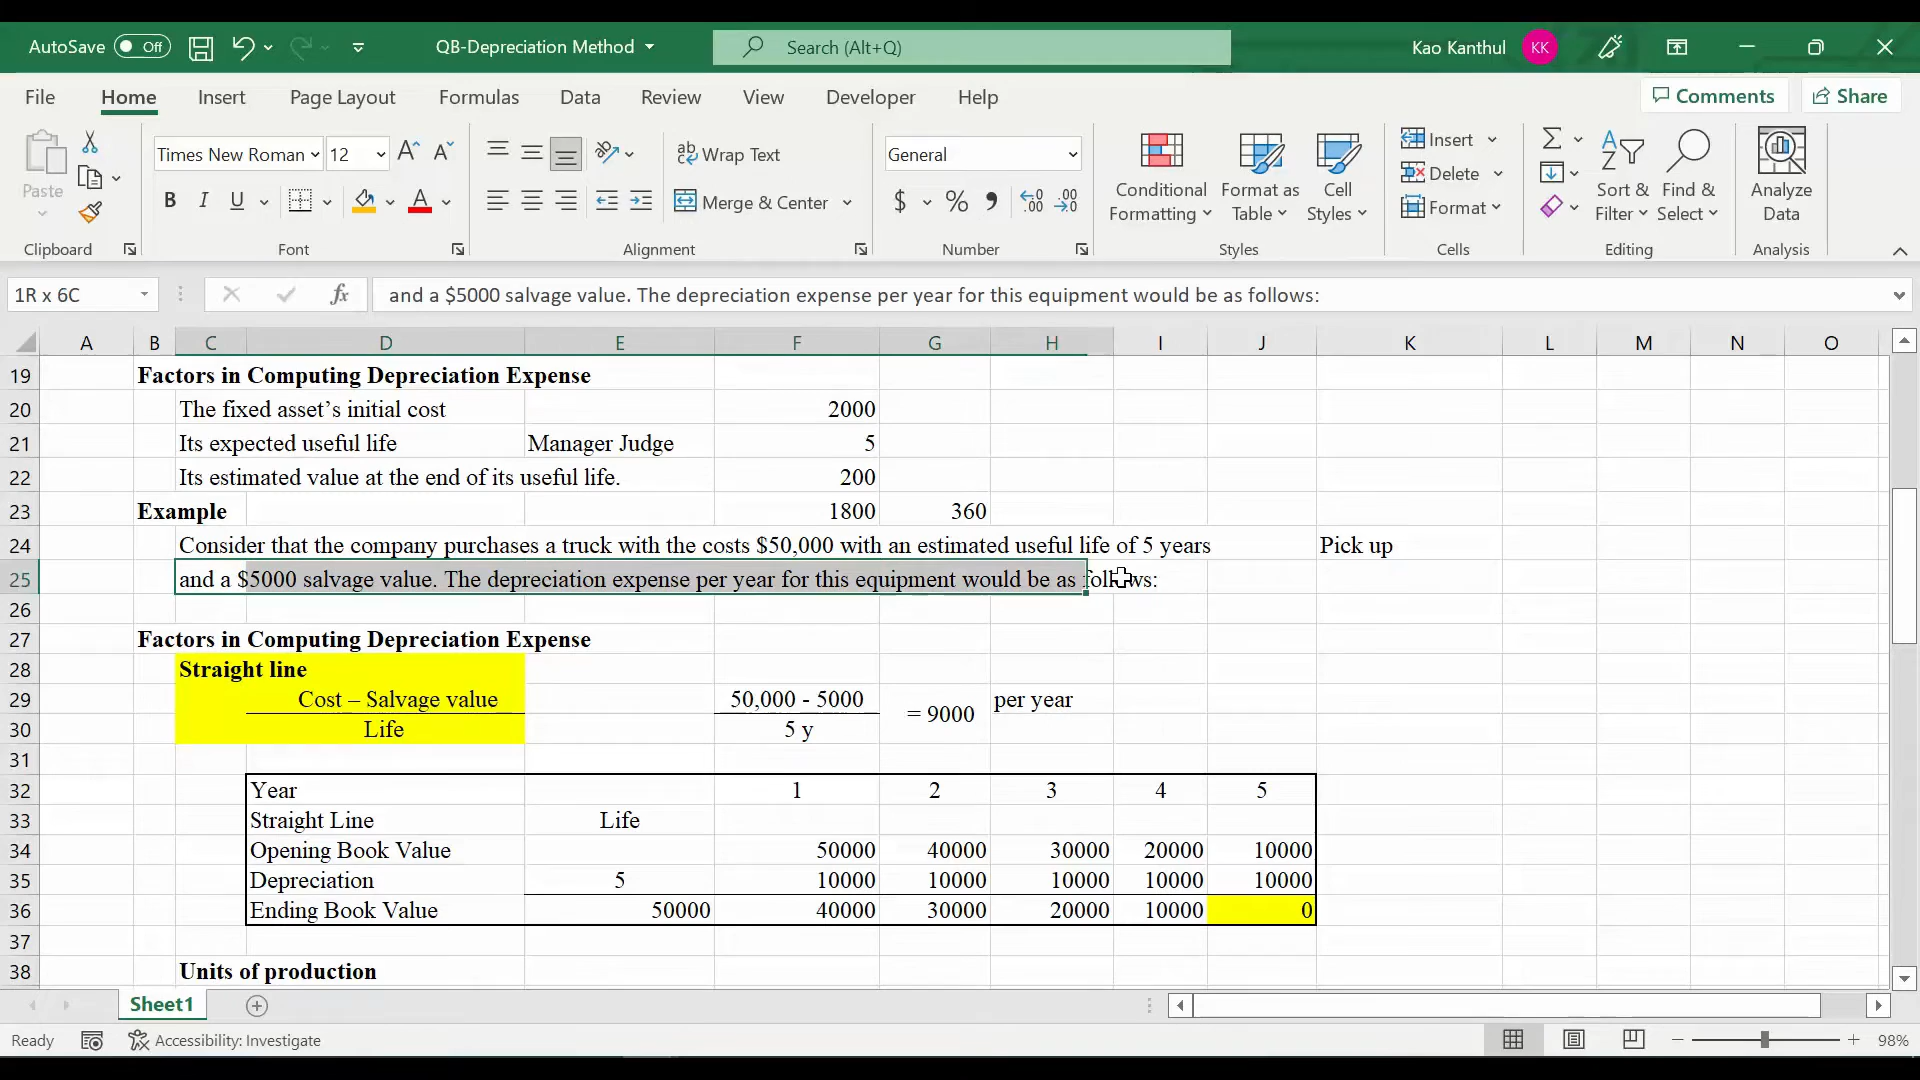 AutoSave Off QB-Depreciation Method Search (Alt+Q) Kao Kanthul KK
File Home Insert Page Layout Formulas Data Review View Developer Help Comments Share
Paste
Clipboard
Times New Roman 12
B I U A
Font
ab Wrap Text
Merge & Center
Alignment
General
$ % , .00
Number
Conditional Formatting
Format as Table
Cell Styles
Styles
Insert
Delete
Format
Cells
Sort & Filter
Find & Select
Editing
Analyze Data
Analysis
1R x 6C fx and a $5000 salvage value. The depreciation expense per year for this equipment would be as follows:
A B C D E F G H I J K L M N O
19 Factors in Computing Depreciation Expense
20 The fixed asset’s initial cost 2000
21 Its expected useful life Manager Judge 5
22 Its estimated value at the end of its useful life. 200
23 Example 1800 360
24 Consider that the company purchases a truck with the costs $50,000 with an estimated useful life of 5 years Pick up
25 and a $5000 salvage value. The depreciation expense per year for this equipment would be as follows:
26
27 Factors in Computing Depreciation Expense
28 Straight line
29 Cost – Salvage value 50,000 - 5000 = 9000 per year
30 Life 5 y
31
32 Year 1 2 3 4 5
33 Straight Line Life
34 Opening Book Value 50000 40000 30000 20000 10000
35 Depreciation 5 10000 10000 10000 10000 10000
36 Ending Book Value 50000 40000 30000 20000 10000 0
37
38 Units of production
Sheet1
Ready Accessibility: Investigate 98%